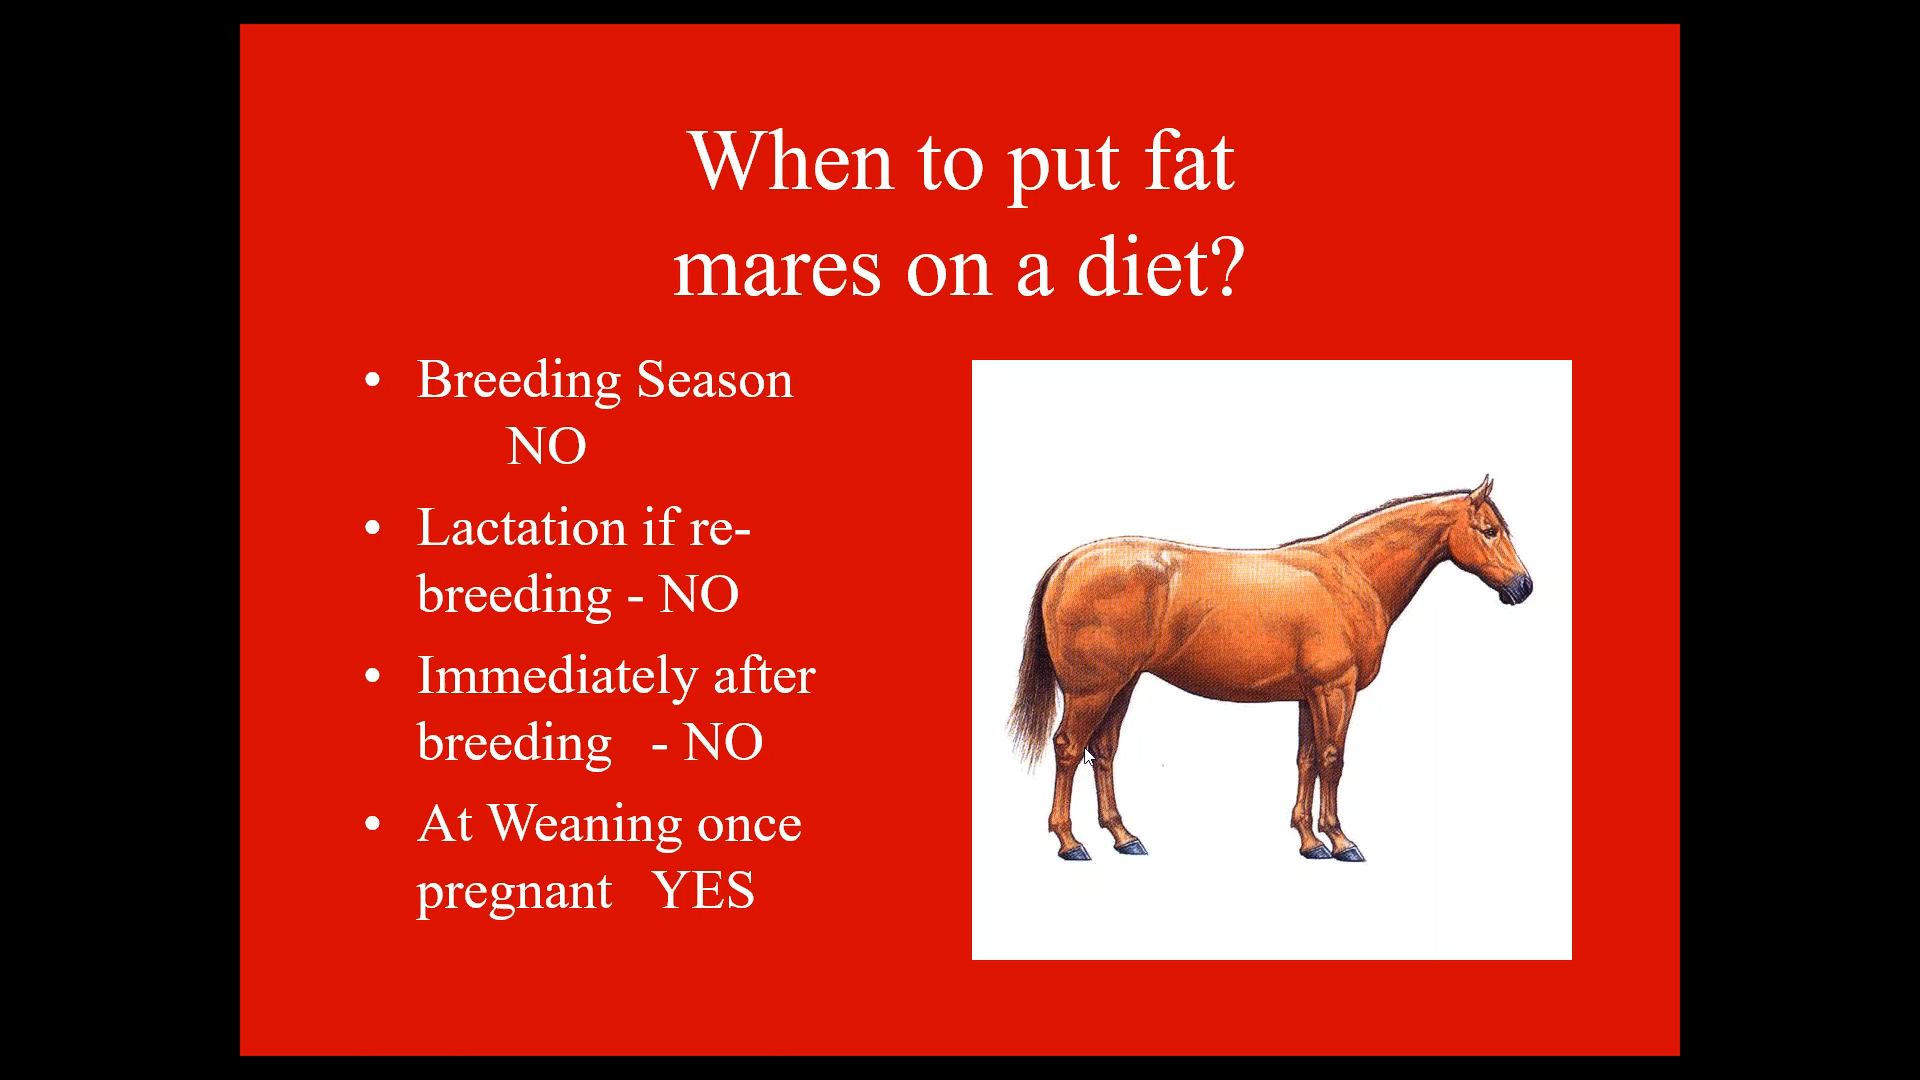 When to put fat
mares on a diet?
• Breeding Season
NO
• Lactation if re-
breeding - NO
• Immediately after
breeding - NO
• At Weaning once
pregnant YES